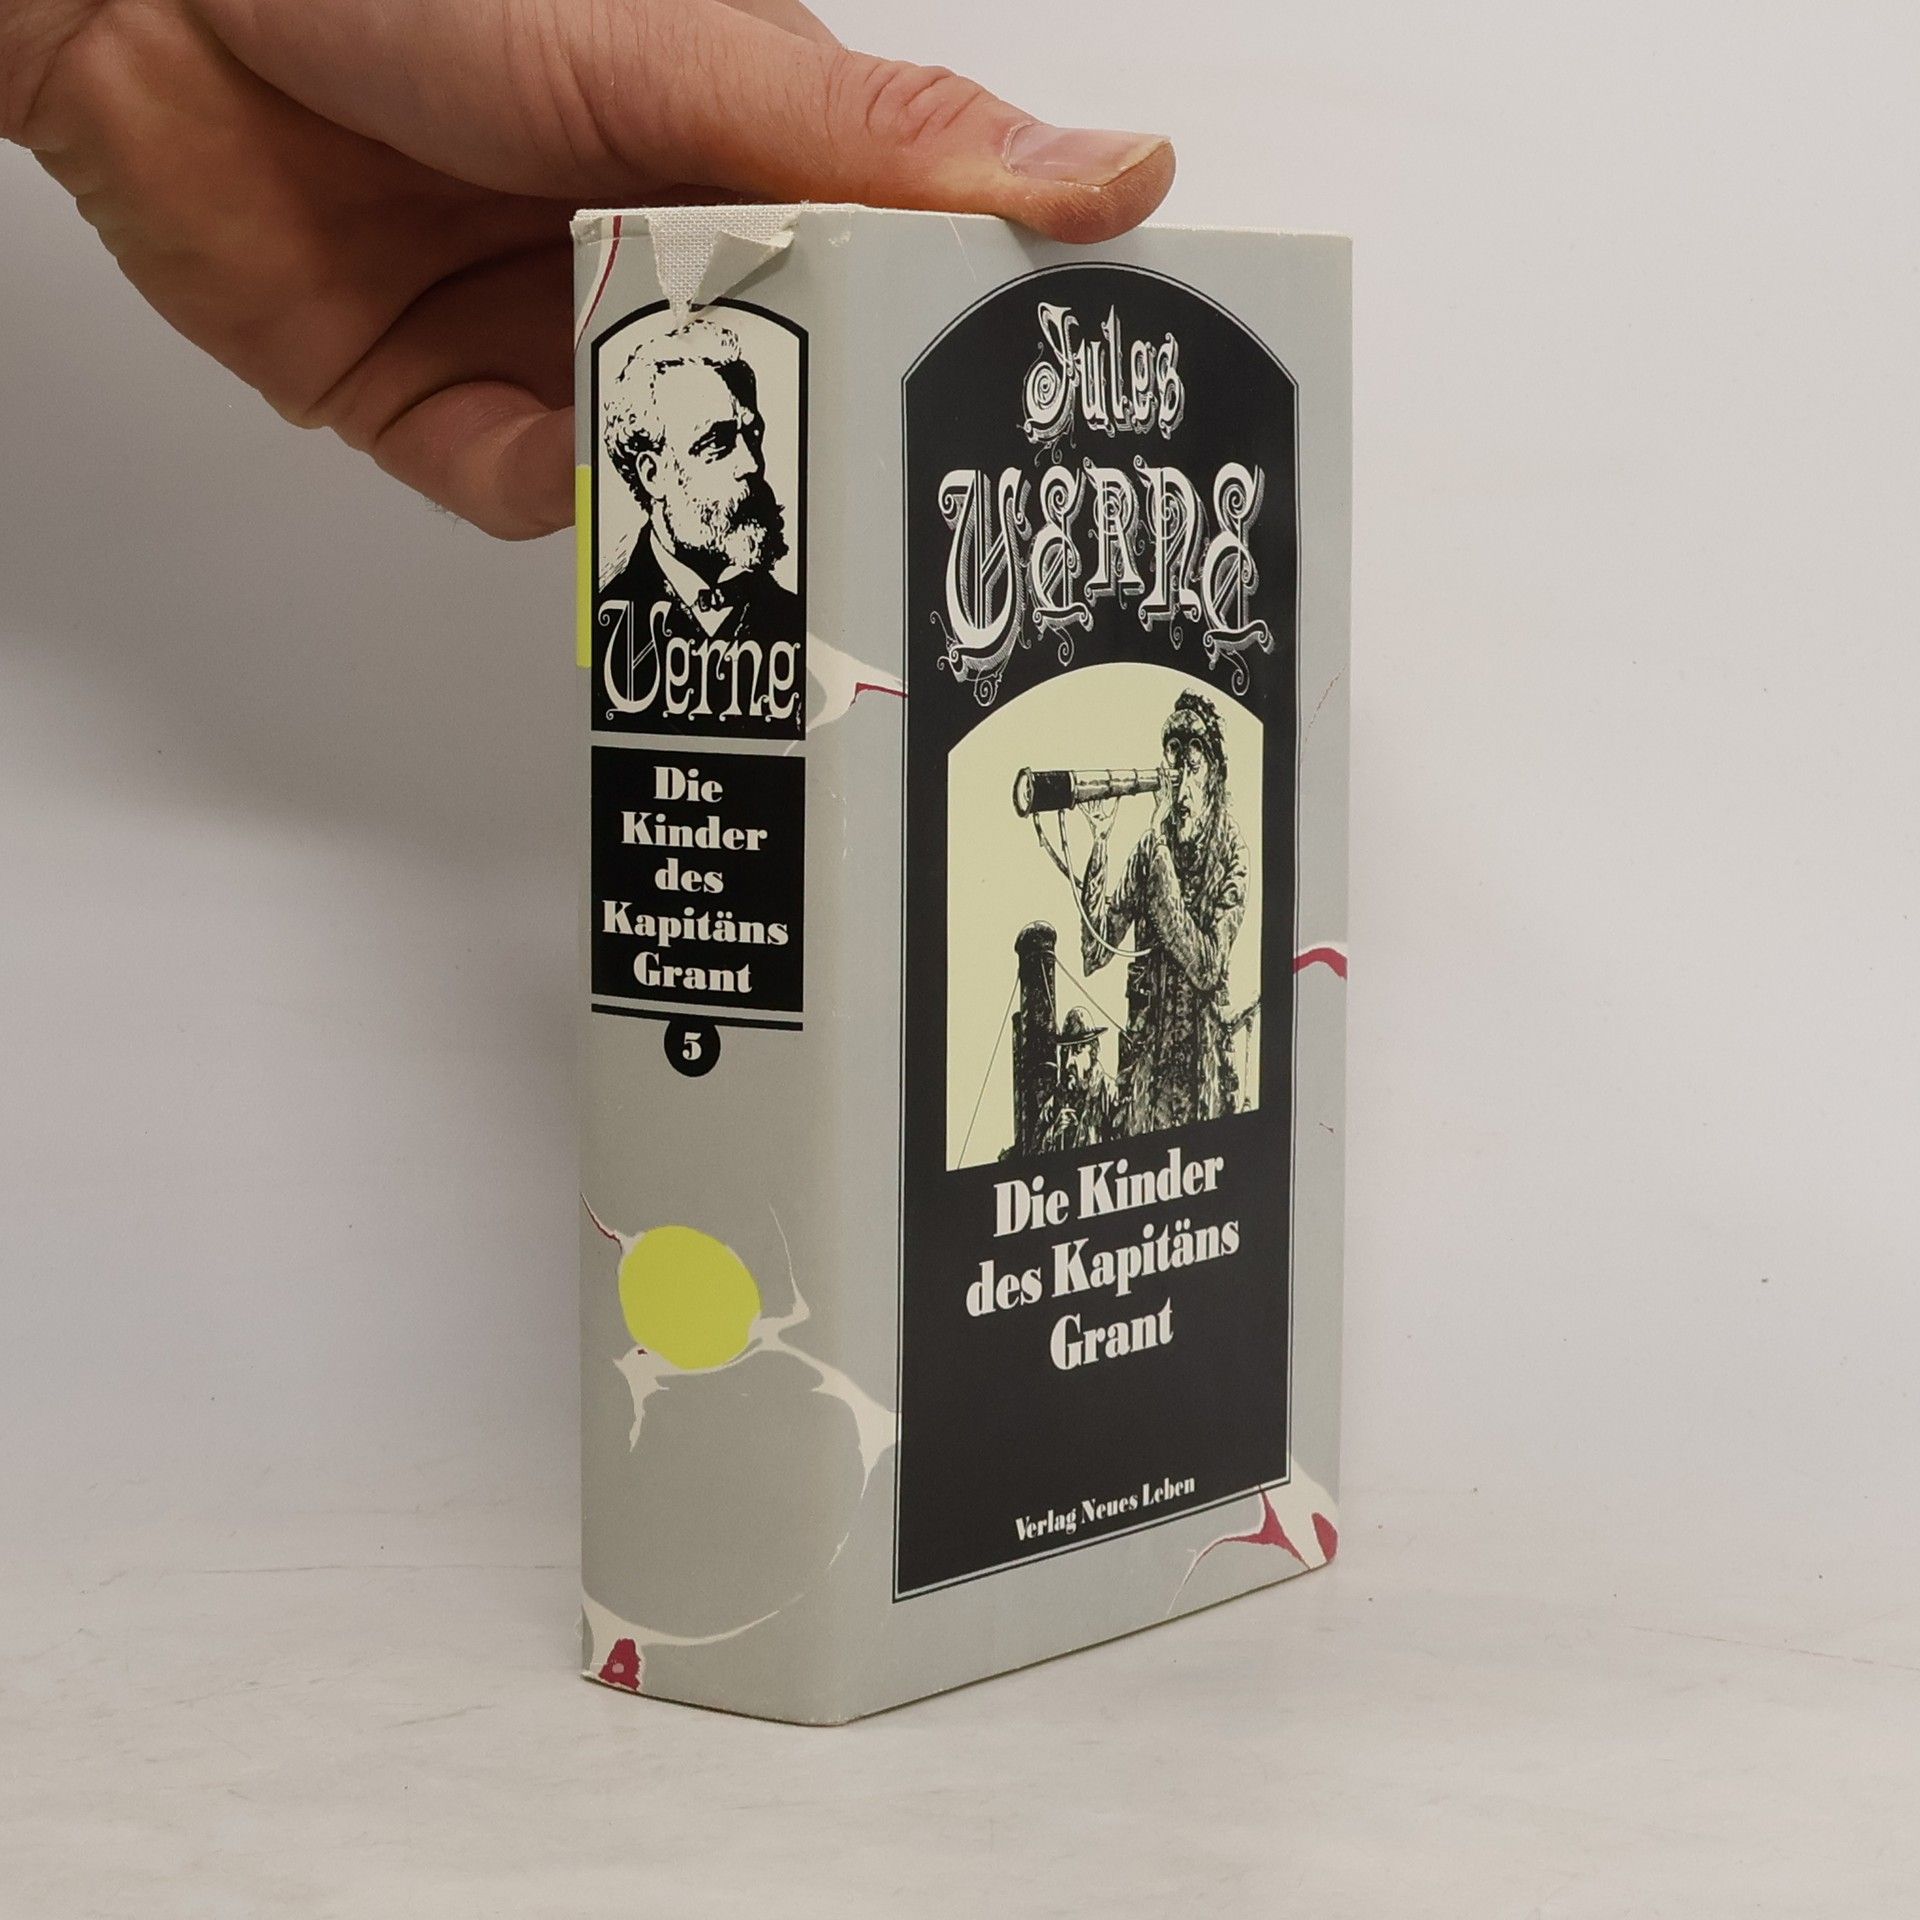 Verne
Die
Kinder
des
Kapitäns
Grant
5
Jules
VERNE
Die Kinder
des Kapitäns
Grant
Verlag Neues Leben